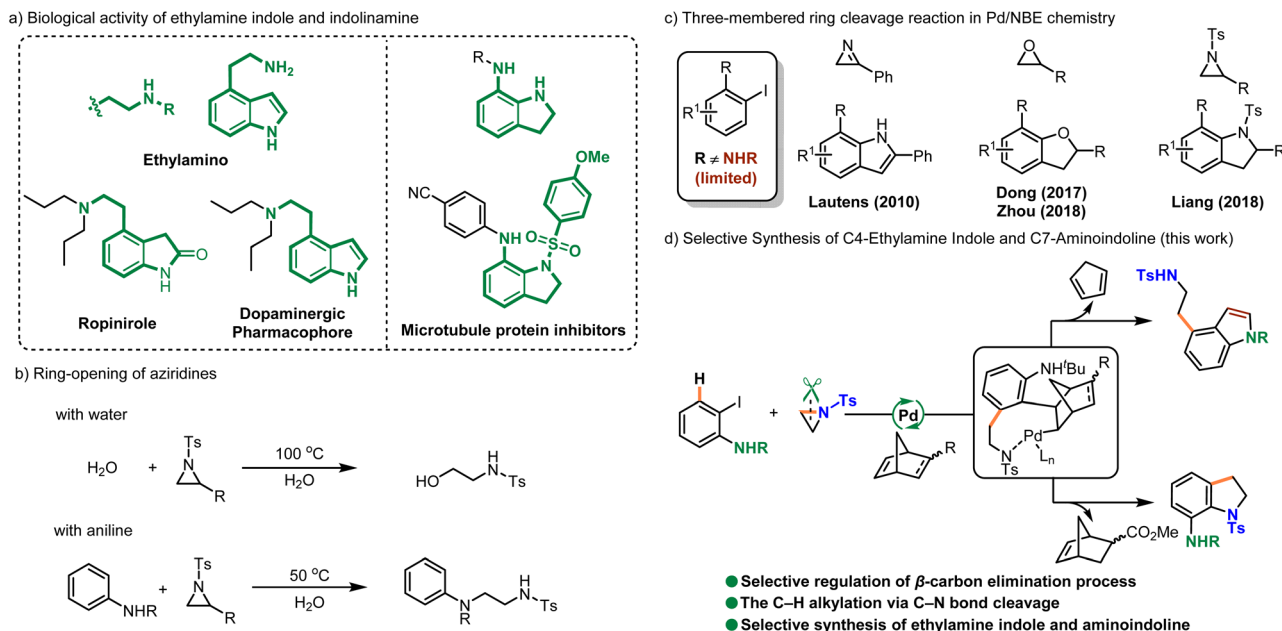 a) Biological activity of ethylamino indole and indolinamine
H
N
R
NH2
N
H
Ethylamino
N
N
H
O
Ropinirole
N
N
H
Dopaminergic
Pharmacophore
R
NH
H
N
NC
NH
OMe
O
S
O
N
Microtubule protein inhibitors
b) Ring-opening of aziridines
with water
H2O
+
Ts
N
R
100 °C
H2O
HO
H
N
Ts
with aniline
NHR
+
Ts
N
R
50 °C
H2O
N
R
H
N
Ts
c) Three-membered ring cleavage reaction in Pd/NBE chemistry
R
I
R1
R ≠ NHR
(limited)
N
Ph
R
H
N
R1
Ph
Lautens (2010)
O
R
R
O
R1
R
Dong (2017)
Zhou (2018)
Ts
N
R
R
Ts
N
R1
R
Liang (2018)
d) Selective Synthesis of C4-Ethylamine Indole and C7-Aminoindoline (this work)
H
I
NHR
+
N
Ts
Pd
R
NHtBu
R
Pd
N
Ts
Ln
TsHN
NR
CO2Me
N
Ts
NHR
Selective regulation of β-carbon elimination process
The C–H alkylation via C–N bond cleavage
Selective synthesis of ethylamine indole and aminoindoline